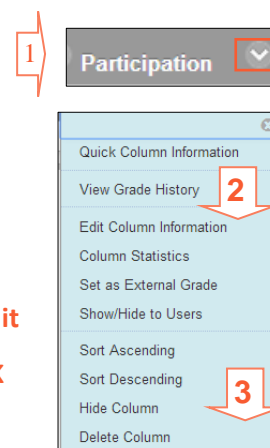 1
Participation
Quick Column Information
View Grade History
2
Edit Column Information
Column Statistics
Set as External Grade
it
Show/Hide to Users
Sort Ascending
Sort Descending
3
Hide Column
Delete Column